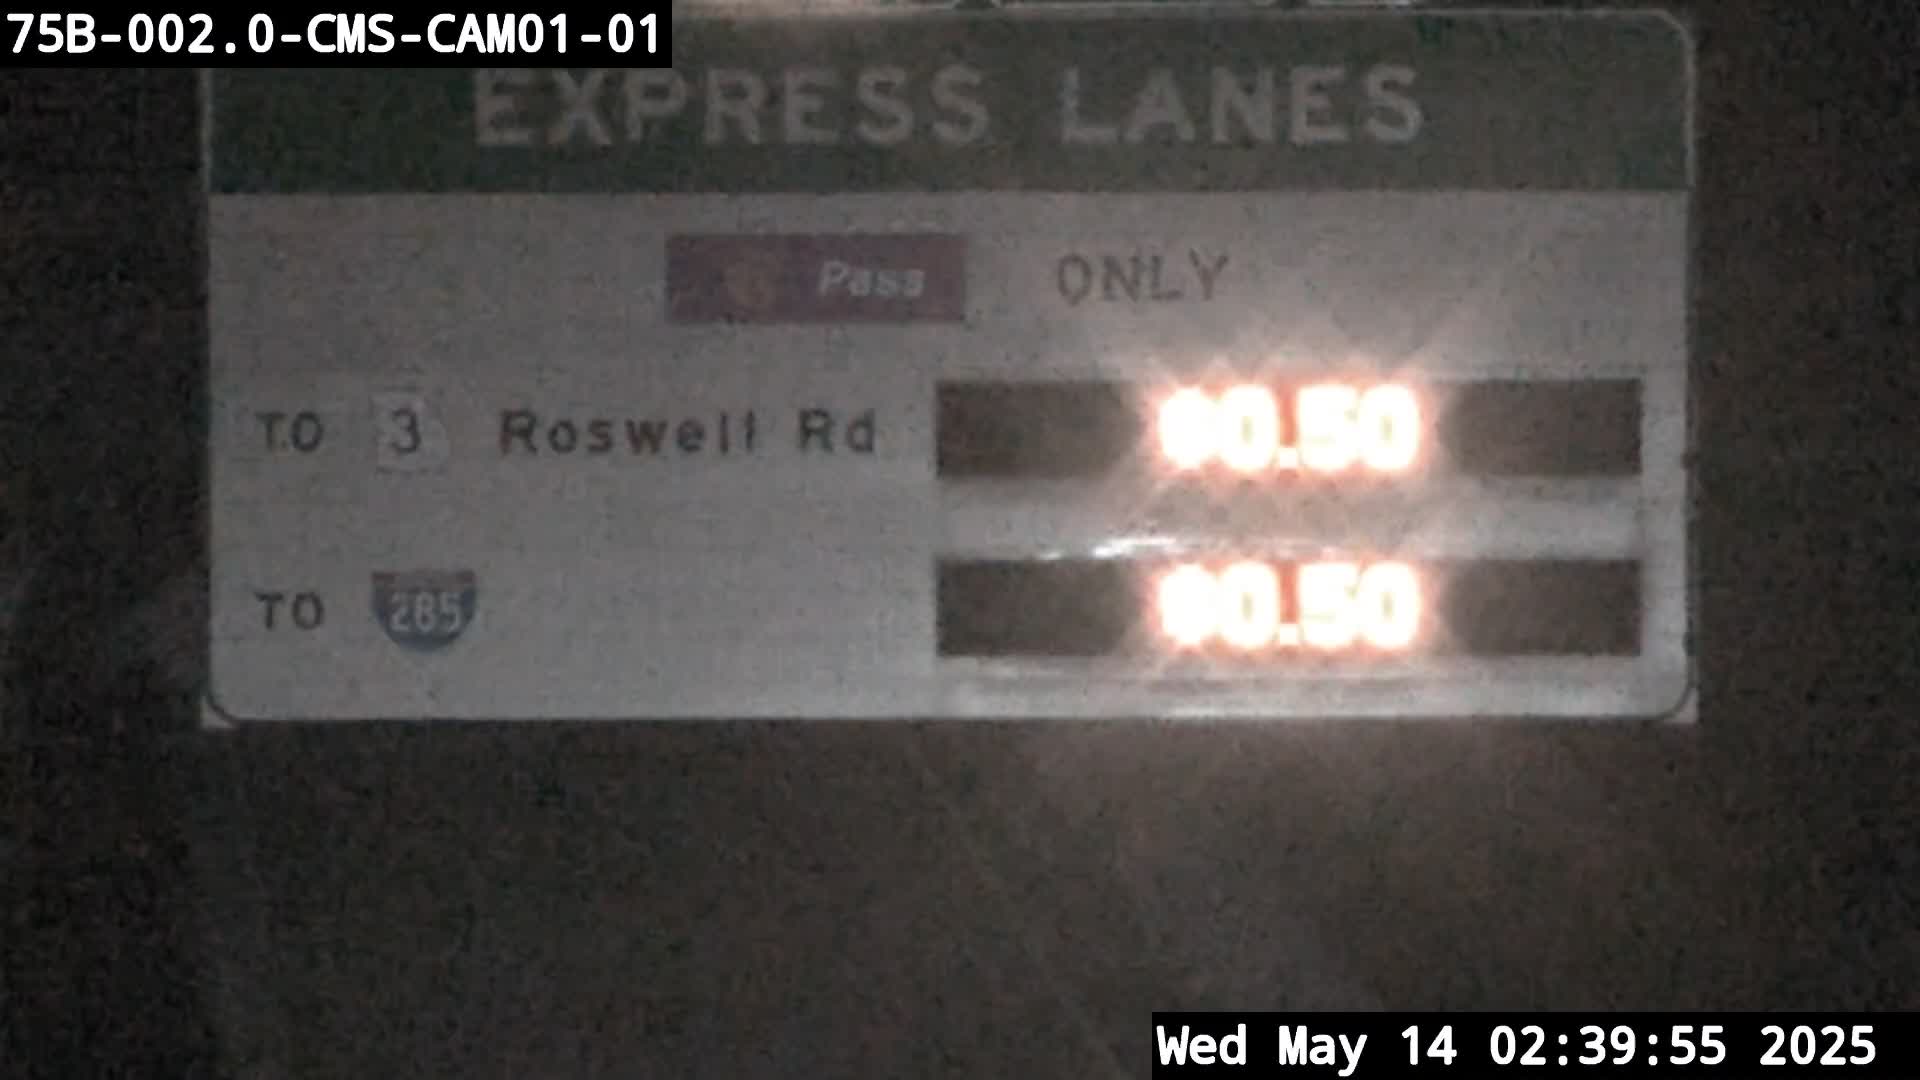 75B-002.0-CMS-CAM01-01
EXPRESS LANES
Pass ONLY
TO 3 Roswell Rd $0.50
TO 285 $0.50
Wed May 14 02:39:55 2025